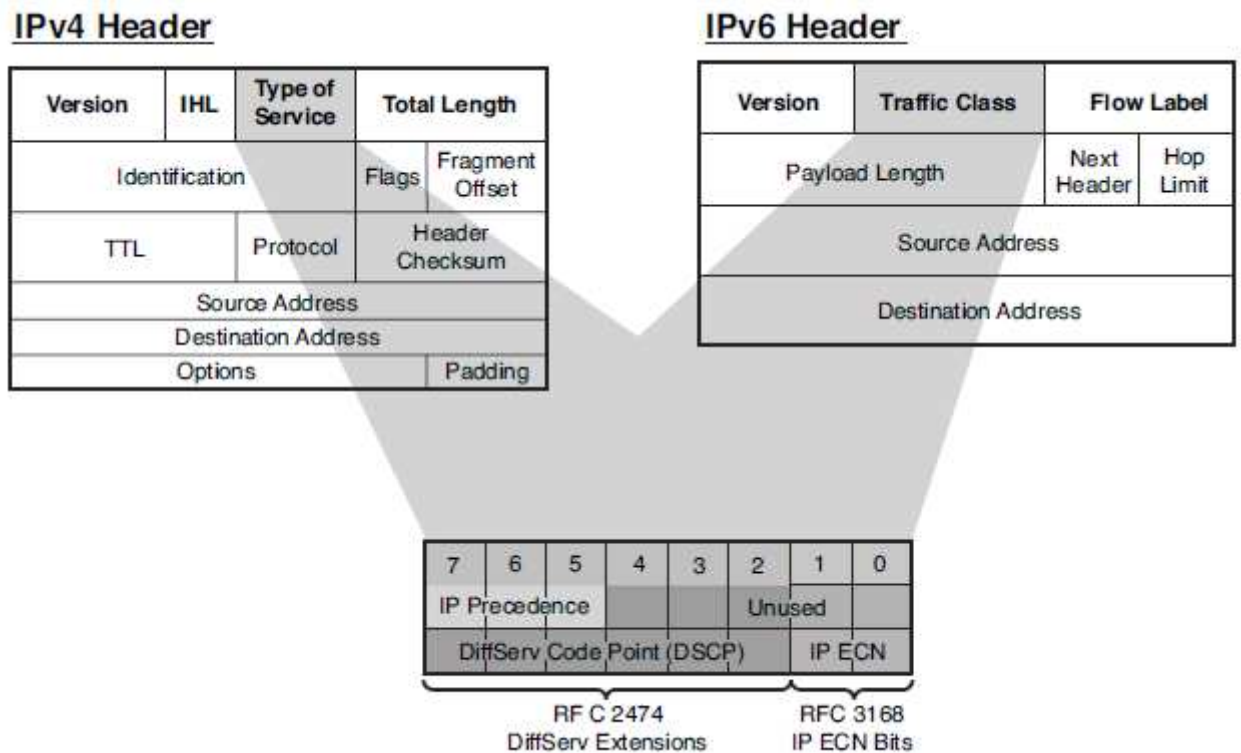 IPv4 Header
IPv6 Header
Version IHL Type of Service Total Length
Identification Flags Fragment Offset
TTL Protocol Header Checksum
Source Address
Destination Address
Options Padding
Version Traffic Class Flow Label
Payload Length Next Header Hop Limit
Source Address
Destination Address
7 6 5 4 3 2 1 0
IP Precedence Unused
DiffServ Code Point (DSCP) IP ECN
RF C 2474 RFC 3168
DiffServ Extensions IP ECN Bits